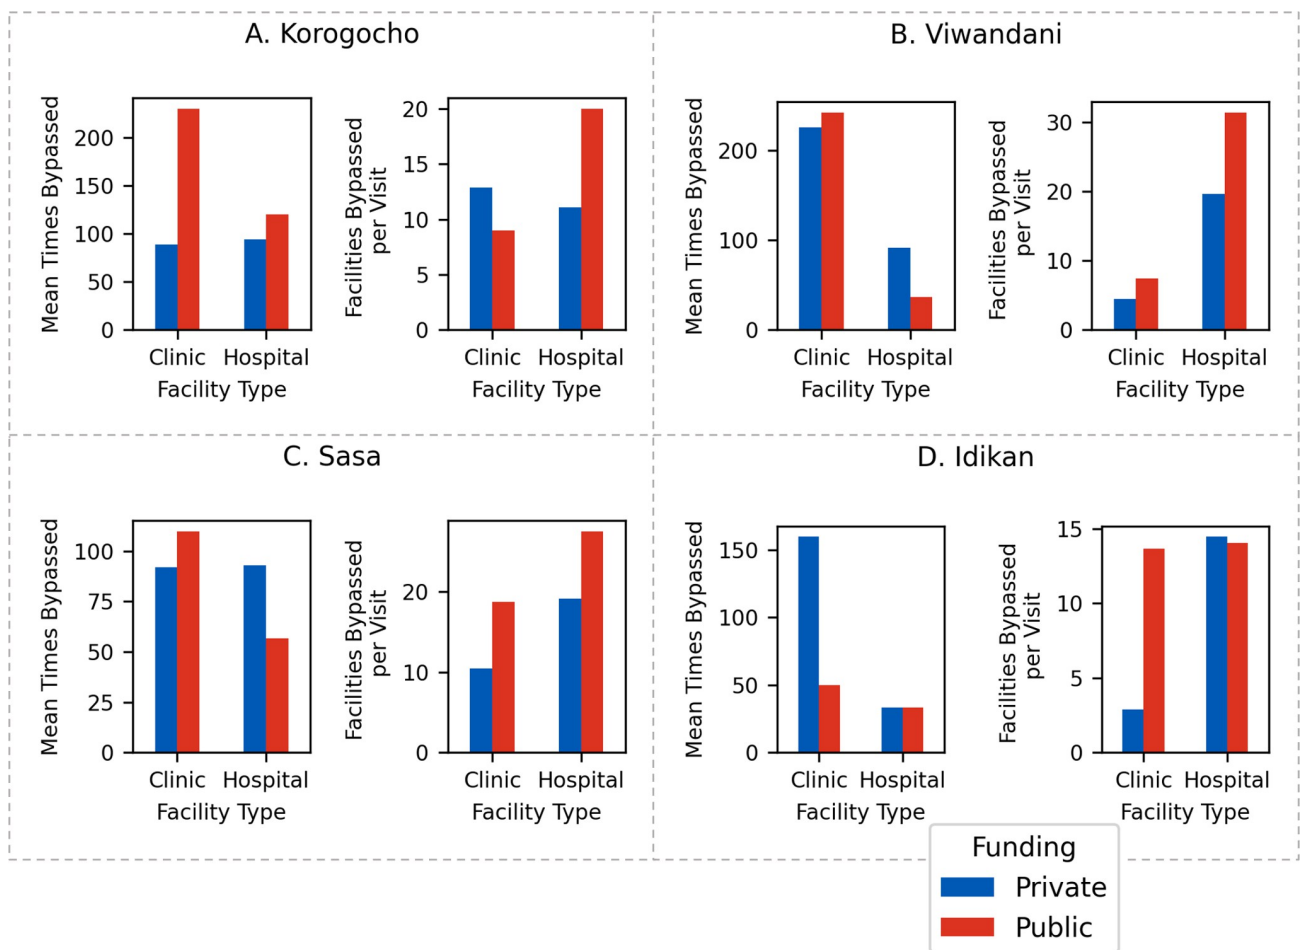 A. Korogocho
Mean Times Bypassed
200
150
100
50
0
Clinic Hospital
Facility Type
Facilities Bypassed
per Visit
20
15
10
5
0
Clinic Hospital
Facility Type
B. Viwandani
Mean Times Bypassed
200
100
0
Clinic Hospital
Facility Type
Facilities Bypassed
per Visit
30
20
10
0
Clinic Hospital
Facility Type
C. Sasa
Mean Times Bypassed
100
75
50
25
0
Clinic Hospital
Facility Type
Facilities Bypassed
per Visit
20
10
0
Clinic Hospital
Facility Type
D. Idikan
Mean Times Bypassed
150
100
50
0
Clinic Hospital
Facility Type
Facilities Bypassed
per Visit
15
10
5
0
Clinic Hospital
Facility Type
Funding
Private
Public